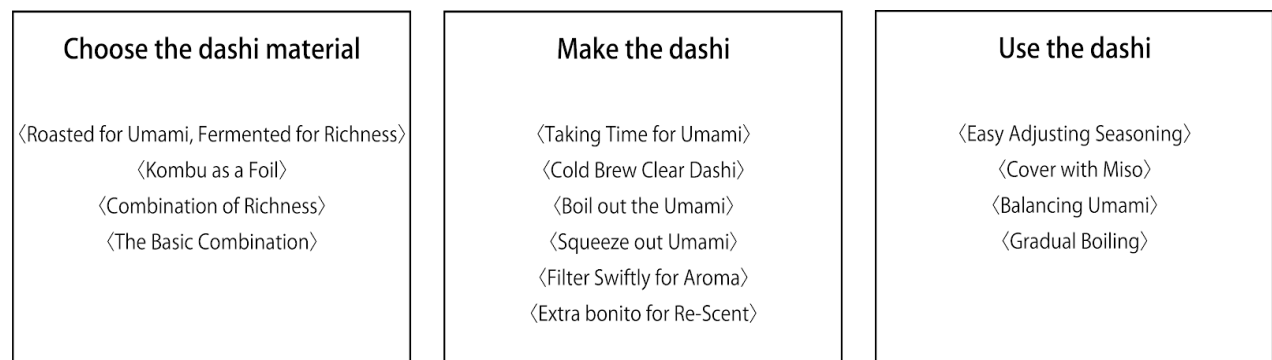 Choose the dashi material
〈Roasted for Umami, Fermented for Richness〉
〈Kombu as a Foil〉
〈Combination of Richness〉
〈The Basic Combination〉
Make the dashi
〈Taking Time for Umami〉
〈Cold Brew Clear Dashi〉
〈Boil out the Umami〉
〈Squeeze out Umami〉
〈Filter Swiftly for Aroma〉
〈Extra bonito for Re-Scent〉
Use the dashi
〈Easy Adjusting Seasoning〉
〈Cover with Miso〉
〈Balancing Umami〉
〈Gradual Boiling〉